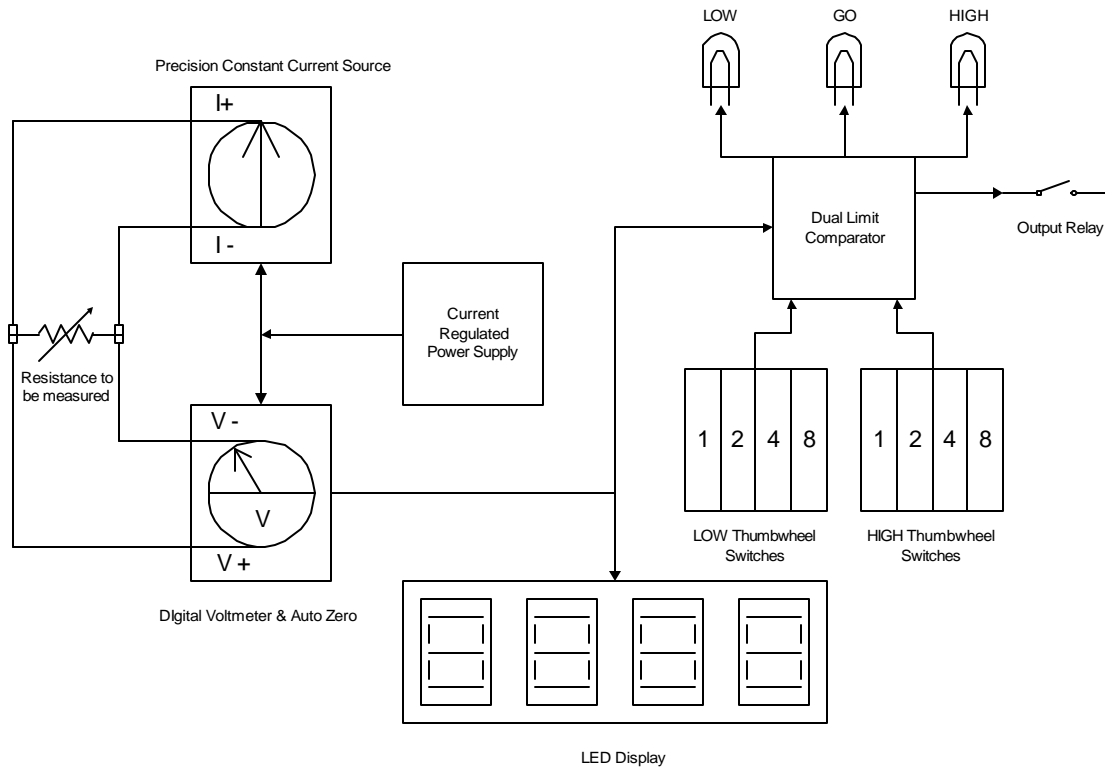 LOW
GO
HIGH
Precision Constant Current Source
I+
I -
Dual Limit
Comparator
Output Relay
Current
Regulated
Power Supply
Resistance to
be measured
V -
V
V +
1 2 4 8
1 2 4 8
LOW Thumbwheel
Switches
HIGH Thumbwheel
Switches
DIgital Voltmeter & Auto Zero
LED Display